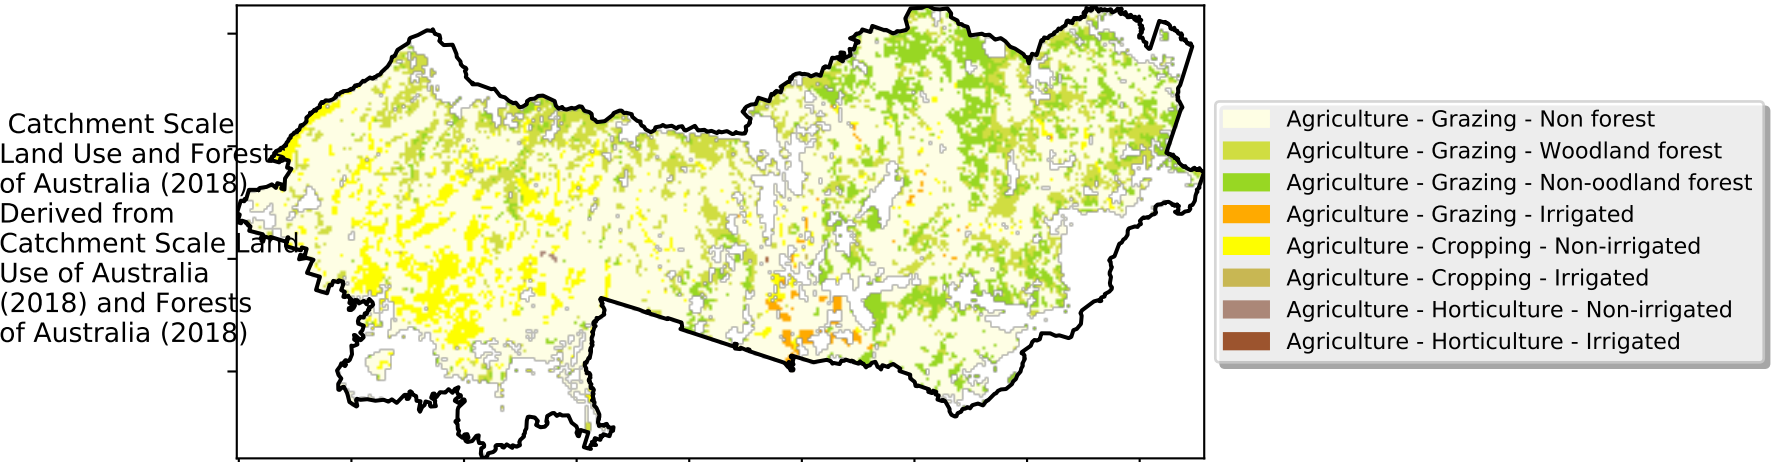 Catchment Scale
Land Use and Forests
of Australia (2018)
Derived from
Catchment Scale Land
Use of Australia
(2018) and Forests
of Australia (2018)
Agriculture - Grazing - Non forest
Agriculture - Grazing - Woodland forest
Agriculture - Grazing - Non-oodland forest
Agriculture - Grazing - Irrigated
Agriculture - Cropping - Non-irrigated
Agriculture - Cropping - Irrigated
Agriculture - Horticulture - Non-irrigated
Agriculture - Horticulture - Irrigated